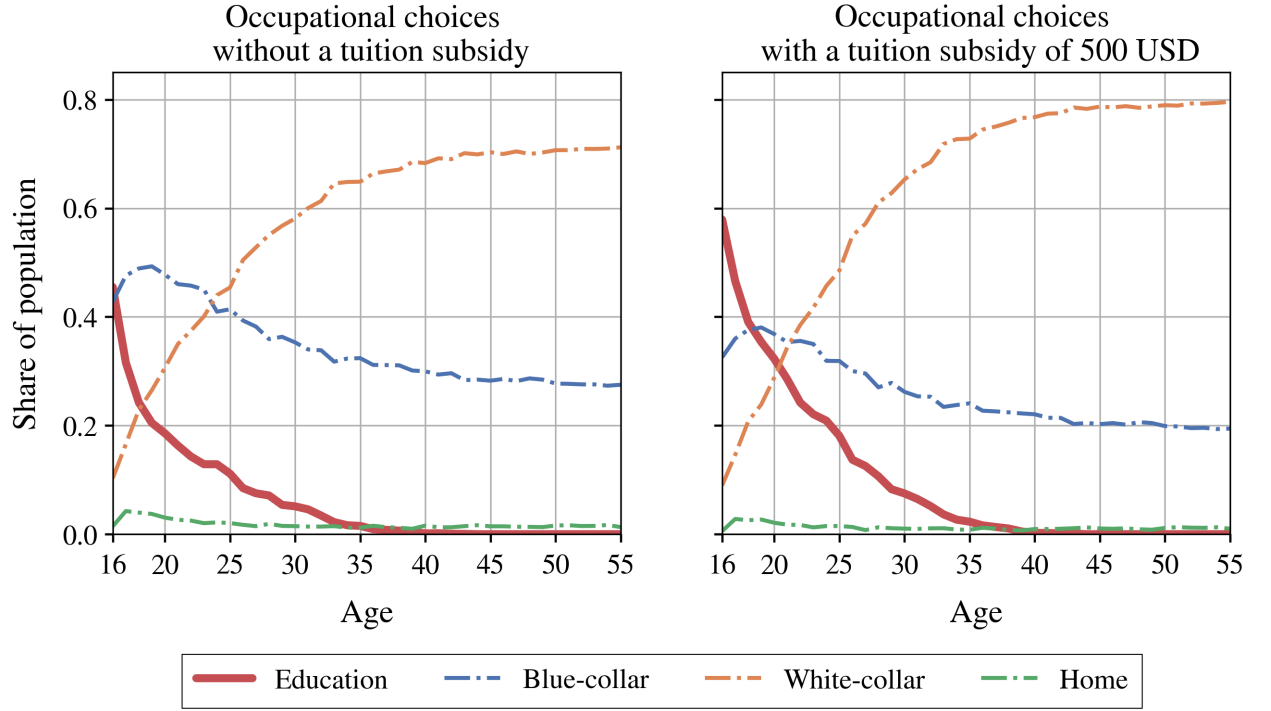 Occupational choices
without a tuition subsidy
Occupational choices
with a tuition subsidy of 500 USD
Share of population
0.8
0.6
0.4
0.2
0.0
16 20 25 30 35 40 45 50 55
16 20 25 30 35 40 45 50 55
Age
Age
Education Blue-collar White-collar Home